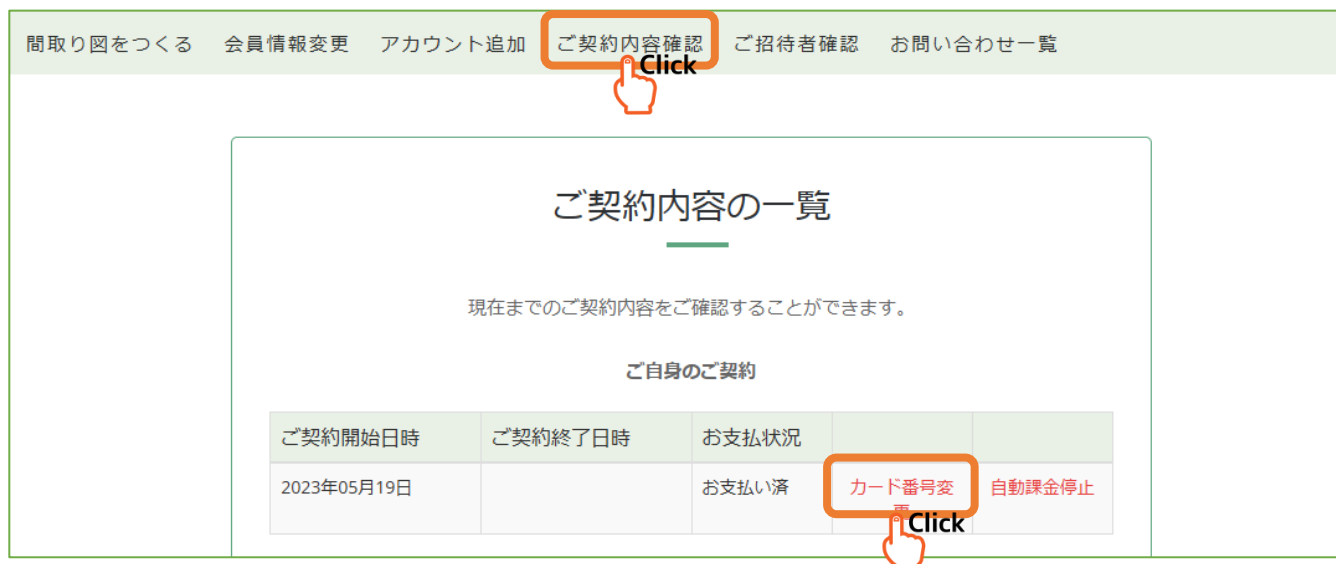 間取り図をつくる 会員情報変更 アカウント追加 ご契約内容確認 ご招待者確認 お問い合わせ一覧
Click
ご契約内容の一覧
現在までのご契約内容をご確認することができます。
ご自身のご契約
ご契約開始日時 ご契約終了日時 お支払状況
2023年05月19日 お支払い済 カード番号変 自動課金停止
更
Click